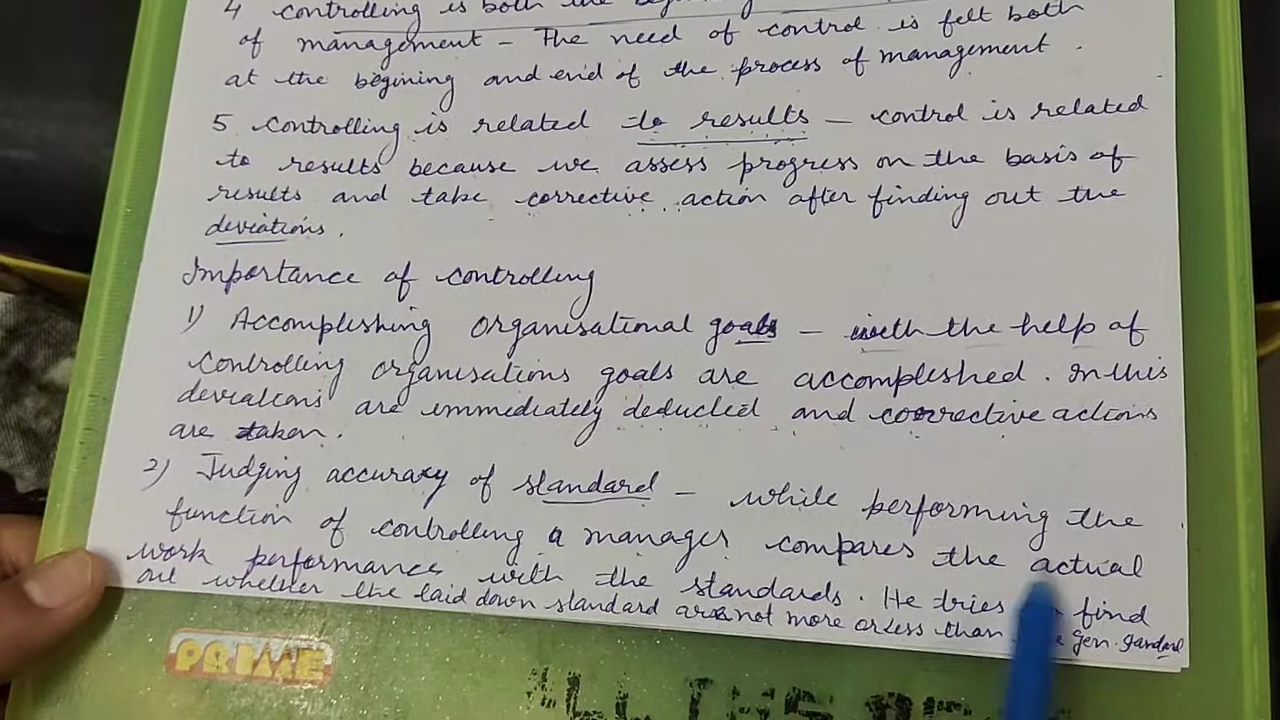 4 controlling is both the
of management - The need of control is felt both
at the begining and end of the process of management.
5 controlling is related to results - control is related
to results because we assess progress on the basis of
results and take corrective action after finding out the
deviations.
Importance of controlling
1) Accomplishing organisational goals - with the help of
controlling organisations goals are accomplished. In this
deviations are immediately deducted and corrective actions
are taken.
2) Judging accuracy of standard - while performing the
function of controlling a manager compares the actual
work performance with the standards. He tries find
out whether the laid down standard are not more or less than gen. standard
PRIME
ALL THE